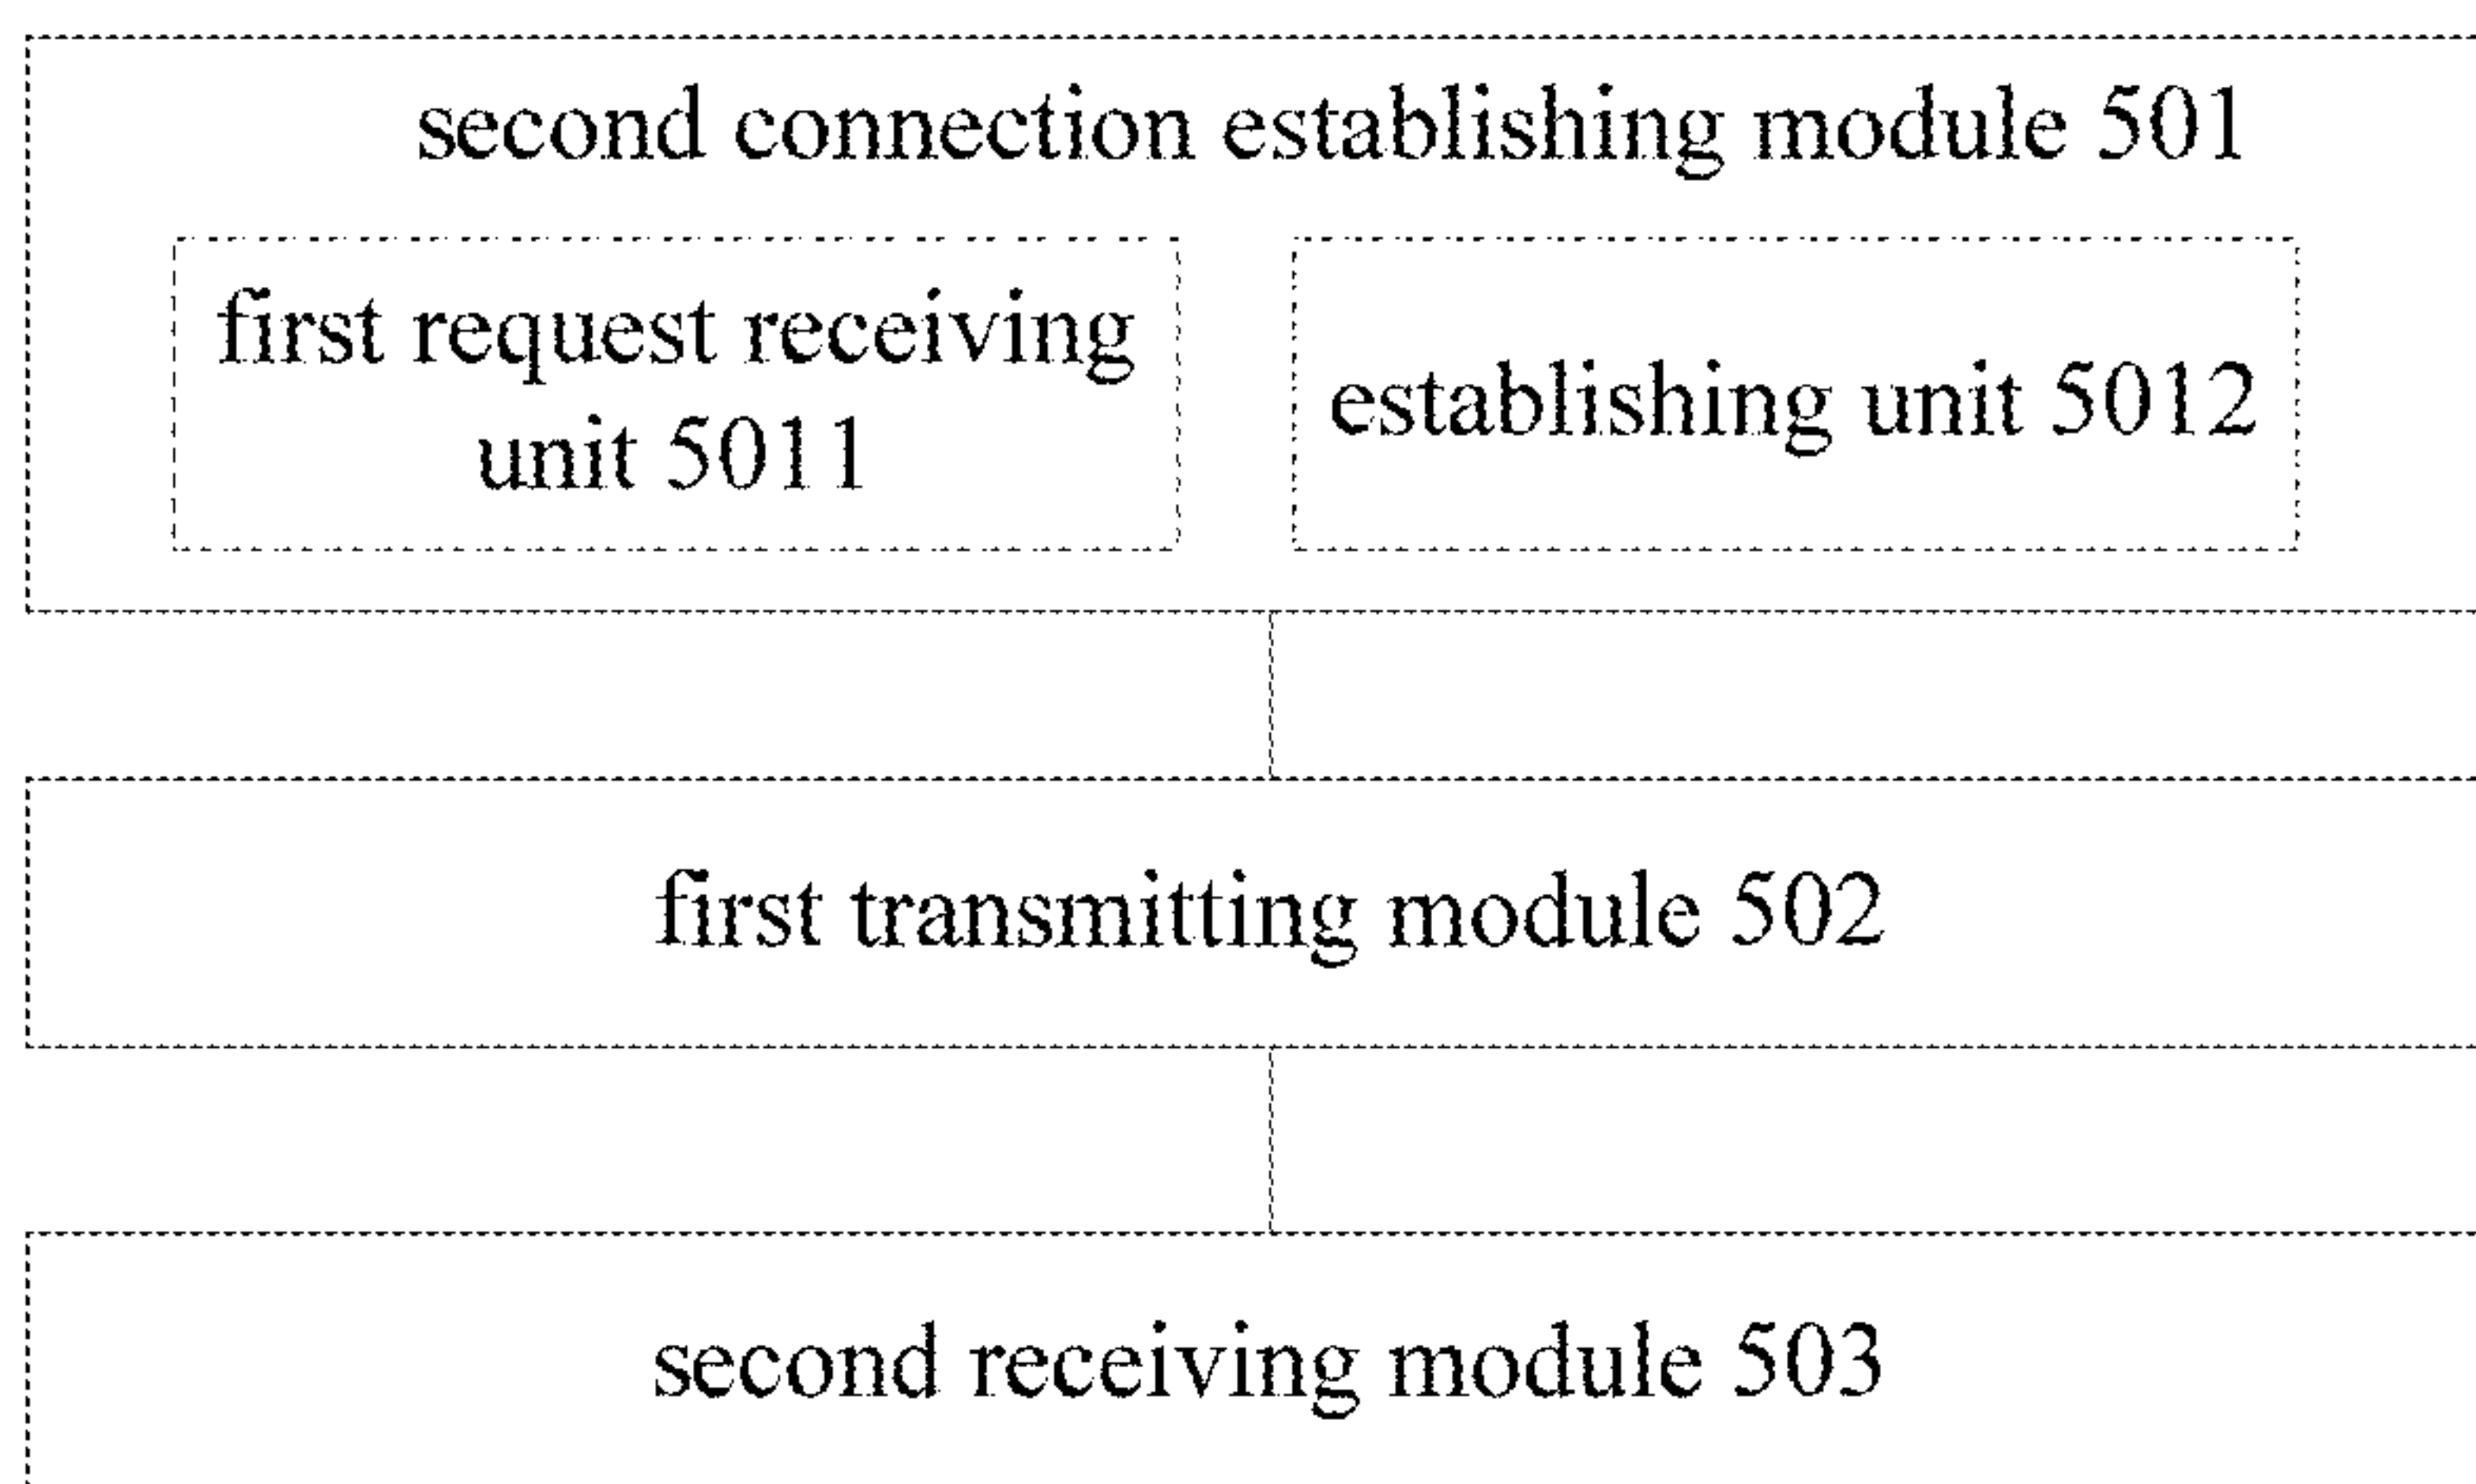 second connection establishing module 501
first request receiving
unit 5011
establishing unit 5012
first transmitting module 502
second receiving module 503